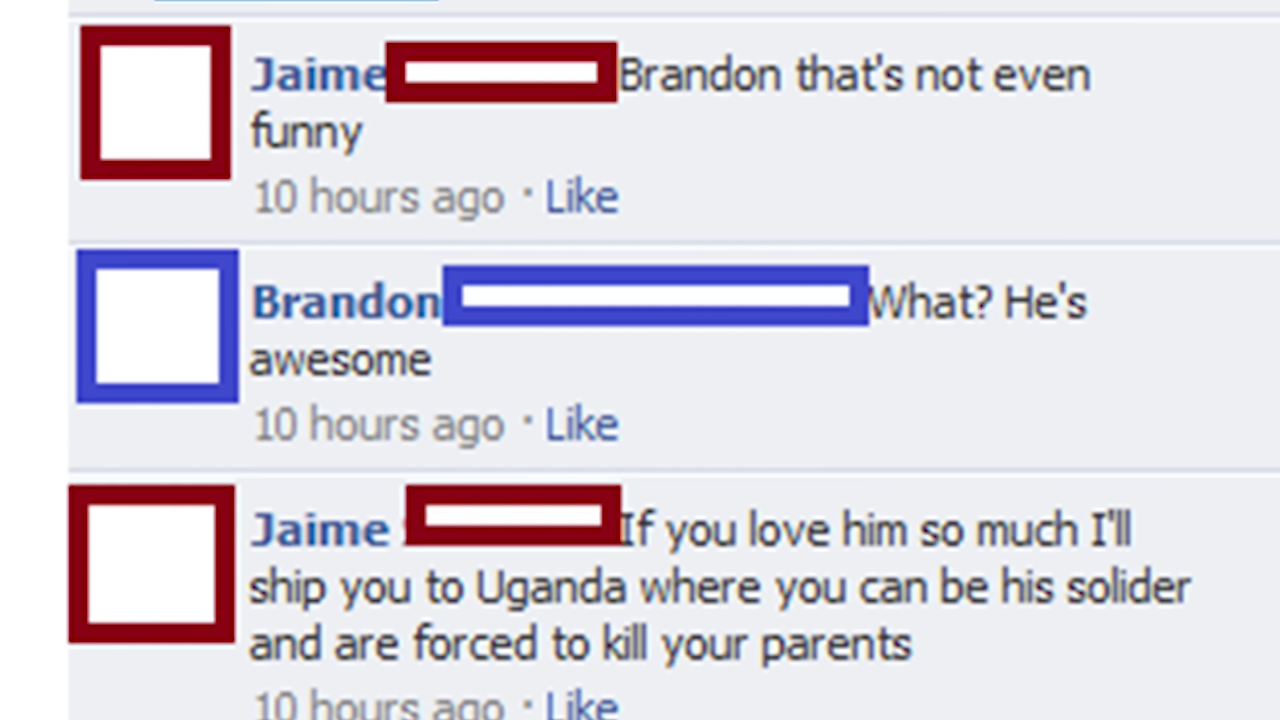 Jaime Brandon that's not even
funny
10 hours ago · Like
Brandon What? He's
awesome
10 hours ago · Like
Jaime If you love him so much I'll
ship you to Uganda where you can be his solider
and are forced to kill your parents
10 hours ago · Like